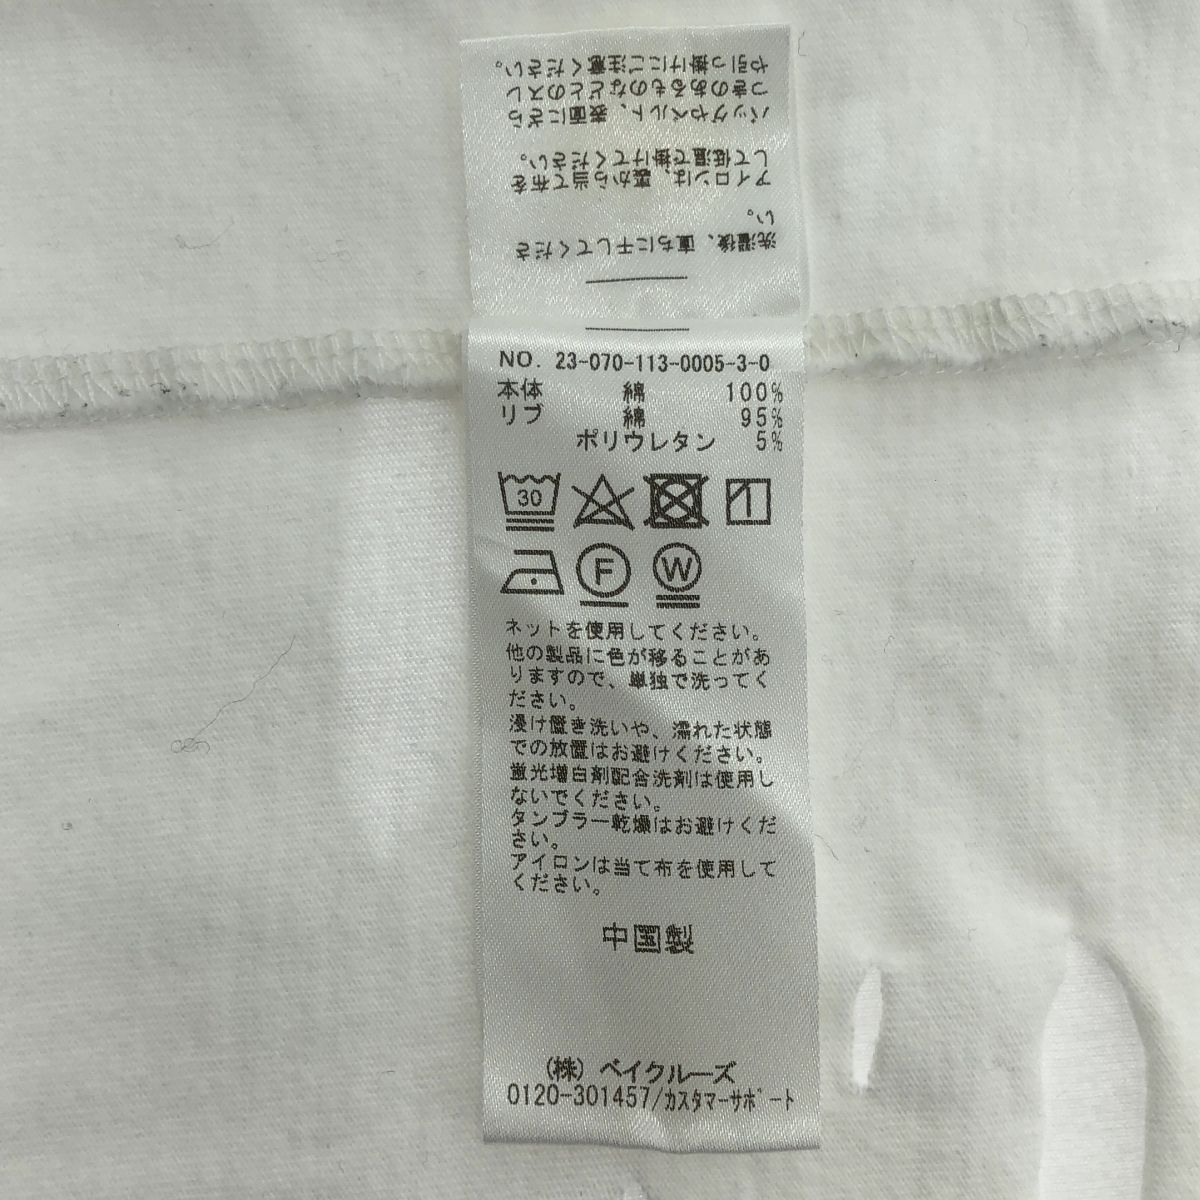 や引っ掛けにご注意ください。
つきのあるものなどとのスレ
バッグやベルト、表面にざら
して低温で掛けてください。
アイロンは、裏から当て布を
い。
洗濯後、直ちに干してくださ
NO. 23-070-113-0005-3-0
本体 綿 100%
リブ 綿 95%
ポリウレタン 5%
30
F W
ネットを使用してください。
他の製品に色が移ることがあ
りますので、単独で洗ってく
ださい。
浸け置き洗いや、濡れた状態
での放置はお避けください。
蛍光増白剤配合洗剤は使用し
ないでください。
タンブラー乾燥はお避けくだ
さい。
アイロンは当て布を使用して
ください。
中国製
(株) ベイクルーズ
0120-301457/カスタマーサポート